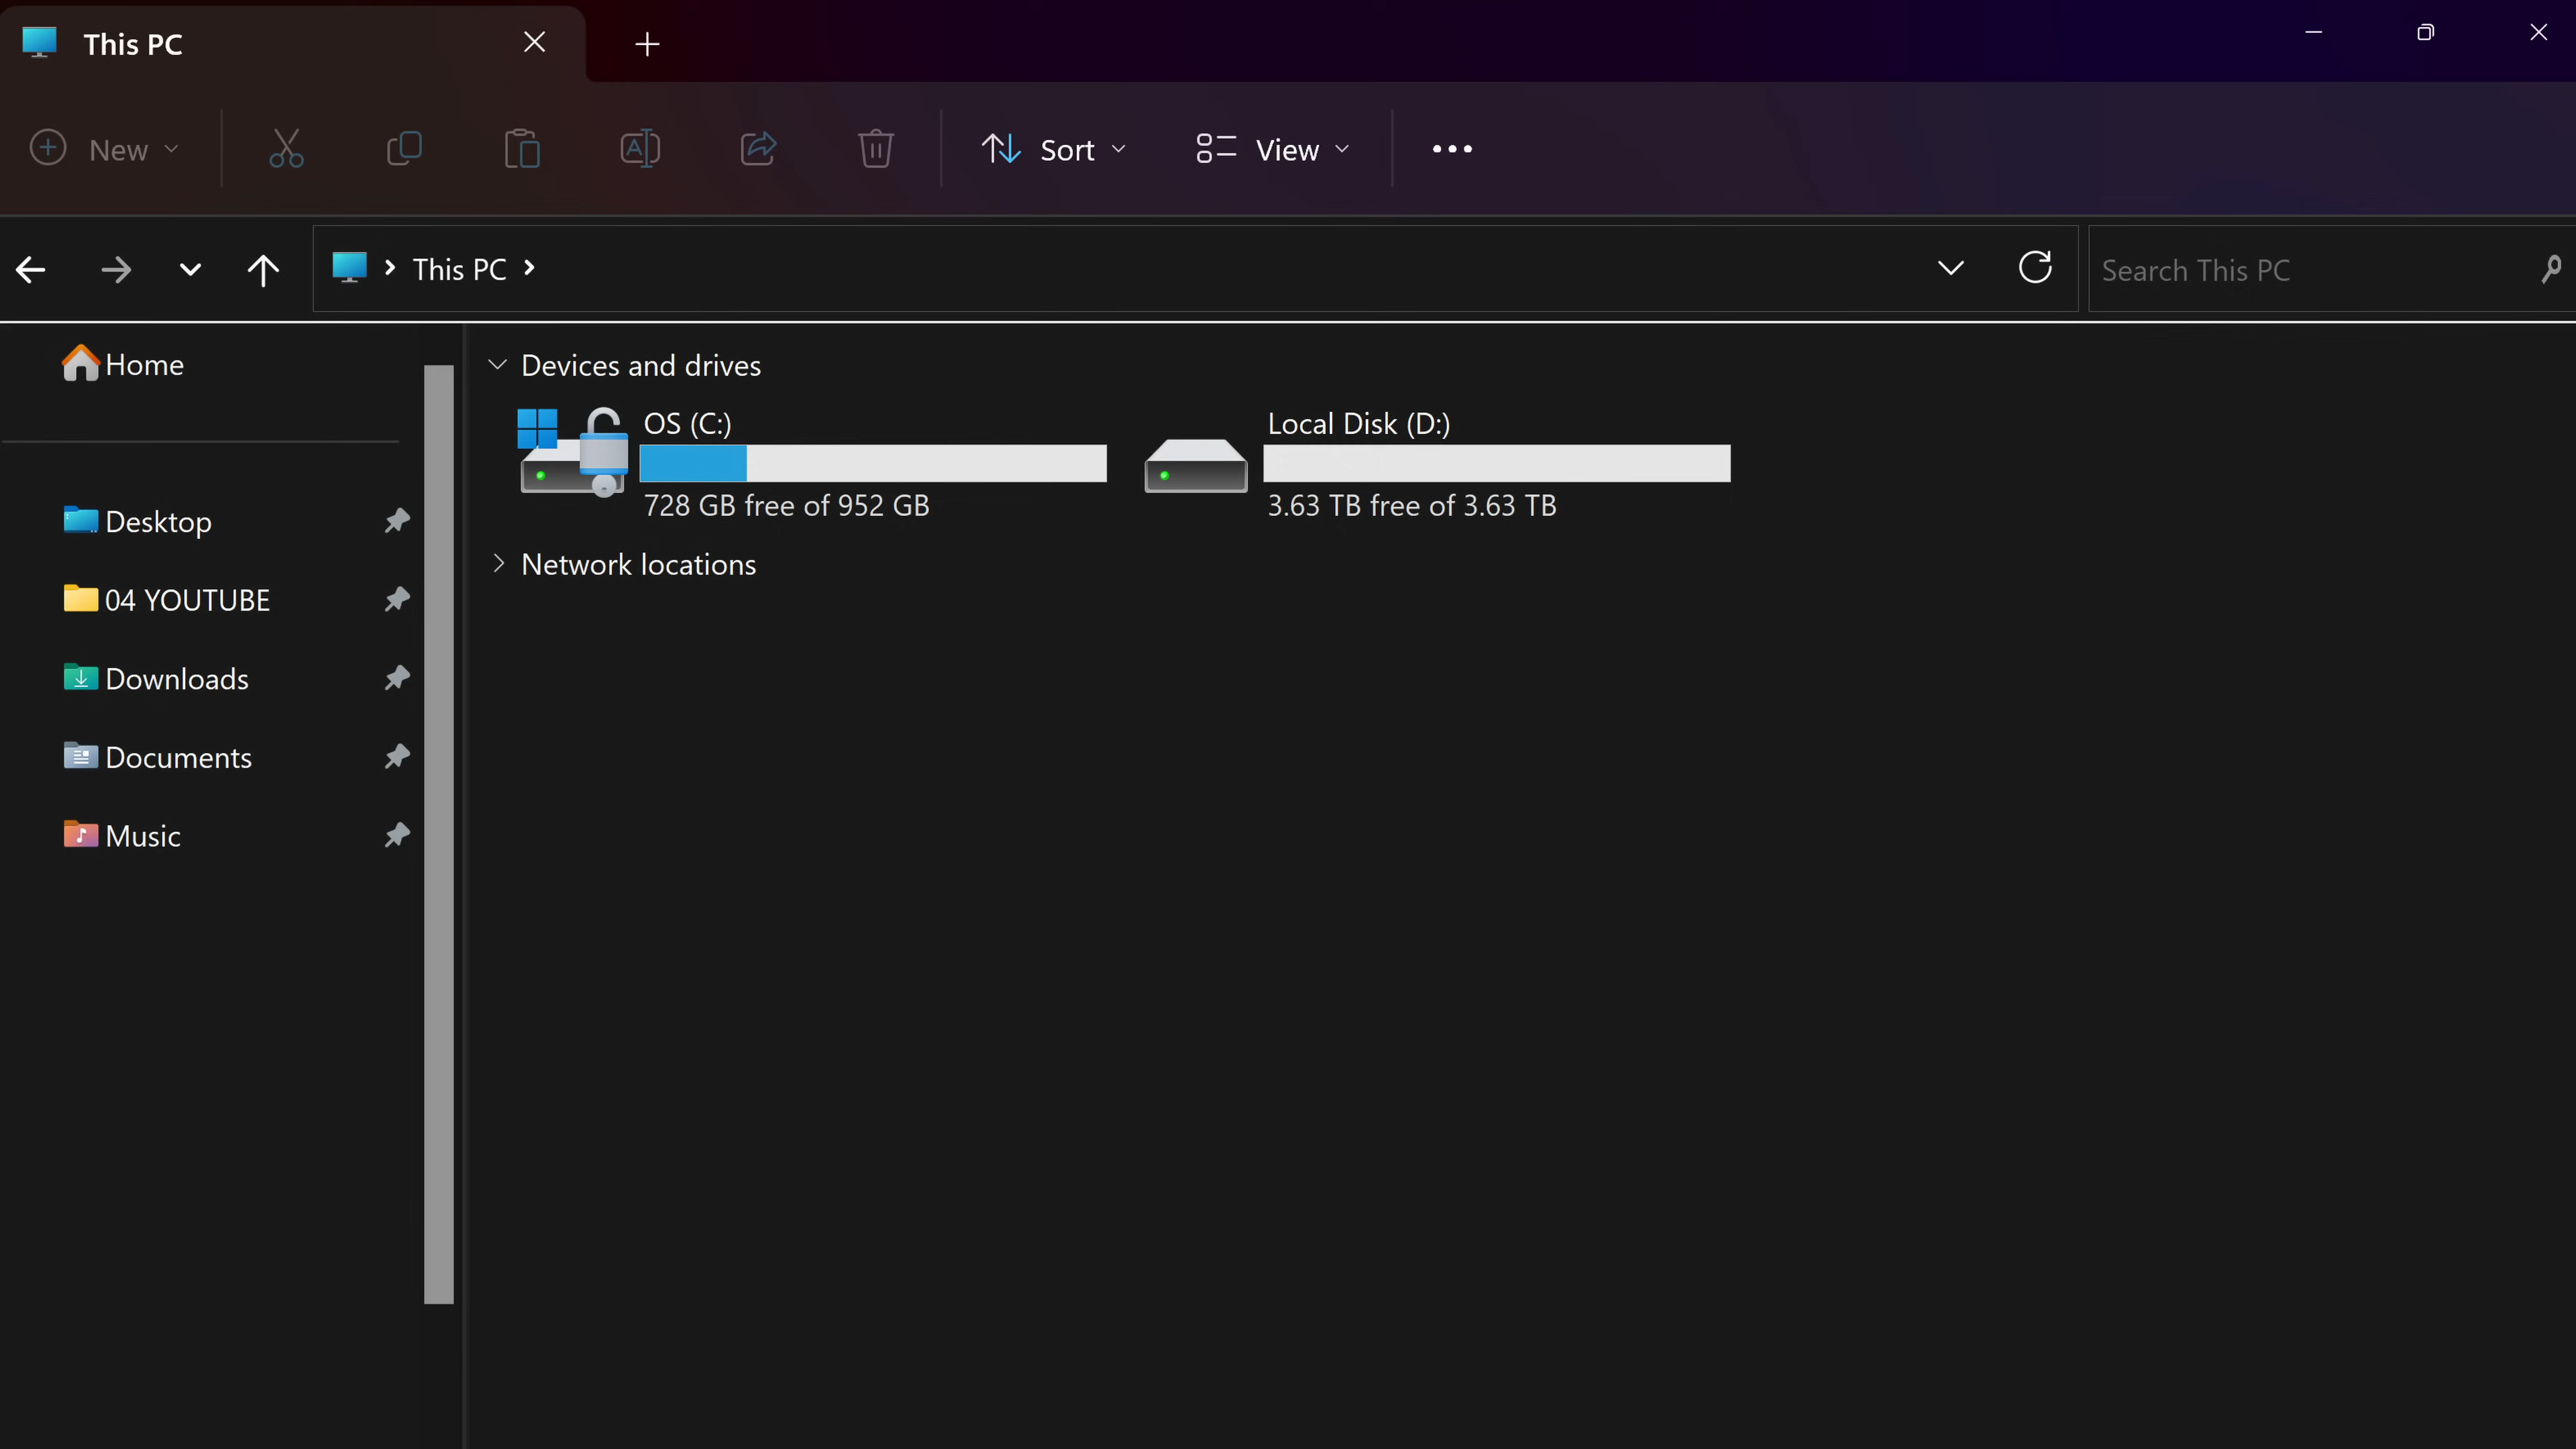 This PC
New
Sort
View
This PC
Search This PC
Home
Desktop
04 YOUTUBE
Downloads
Documents
Music
Devices and drives
OS (C:)
728 GB free of 952 GB
Local Disk (D:)
3.63 TB free of 3.63 TB
Network locations